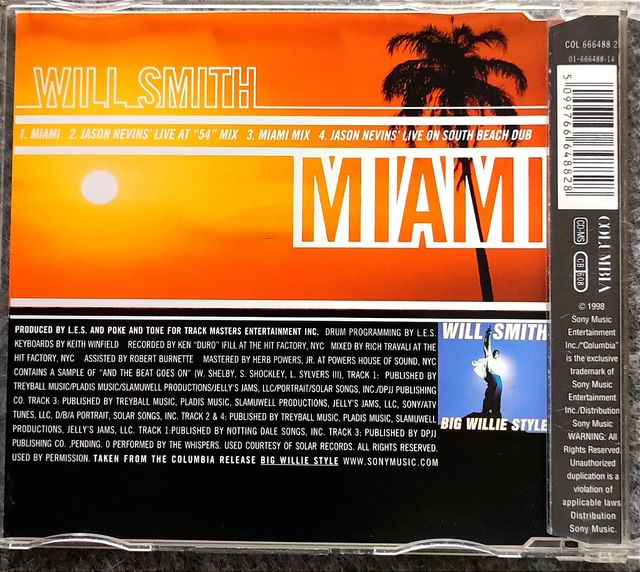 WILL SMITH
1. MIAMI 2. JASON NEVINS' LIVE AT "54" MIX 3. MIAMI MIX 4. JASON NEVINS' LIVE ON SOUTH BEACH DUB
MIAMI
PRODUCED BY L.E.S. AND POKE AND TONE FOR TRACK MASTERS ENTERTAINMENT INC. DRUM PROGRAMMING BY L.E.S.
KEYBOARDS BY KEITH WINFIELD RECORDED BY KEN "DURO" IFILL AT THE HIT FACTORY, NYC MIXED BY RICH TRAVALI AT THE
HIT FACTORY, NYC ASSISTED BY ROBERT BURNETTE MASTERED BY HERB POWERS, JR. AT POWERS HOUSE OF SOUND, NYC
CONTAINS A SAMPLE OF "AND THE BEAT GOES ON" (W. SHELBY, S. SHOCKLEY, L. SYLVERS III), TRACK 1: PUBLISHED BY
TREYBALL MUSIC/PLADIS MUSIC/SLAMUWELL PRODUCTIONS/JELLY'S JAMS, LLC/PORTRAIT/SOLAR SONGS, INC./DPJJ PUBLISHING
CO. TRACK 3: PUBLISHED BY TREYBALL MUSIC, PLADIS MUSIC, SLAMUWELL PRODUCTIONS, JELLY'S JAMS, LLC, SONY/ATV
TUNES, LLC, D/B/A PORTRAIT, SOLAR SONGS, INC. TRACK 2 & 4: PUBLISHED BY TREYBALL MUSIC, PLADIS MUSIC, SLAMUWELL
PRODUCTIONS, JELLY'S JAMS, LLC. TRACK 1:PUBLISHED BY NOTTING DALE SONGS, INC. TRACK 3: PUBLISHED BY DPJJ
PUBLISHING CO. ,PENDING. 0 PERFORMED BY THE WHISPERS. USED COURTESY OF SOLAR RECORDS. ALL RIGHTS RESERVED.
USED BY PERMISSION. TAKEN FROM THE COLUMBIA RELEASE BIG WILLIE STYLE WWW.SONYMUSIC.COM
WILL SMITH
BIG WILLIE STYLE
COL 666488 2
01-666488-14
5099766648828
COLUMBIA
CD-MS
CB 608
© 1998
Sony Music
Entertainment
Inc./"Columbia"
is the exclusive
trademark of
Sony Music
Entertainment
Inc./Distribution
Sony Music
WARNING: All
Rights Reserved.
Unauthorized
duplication is a
violation of
applicable laws
Distribution
Sony Music.